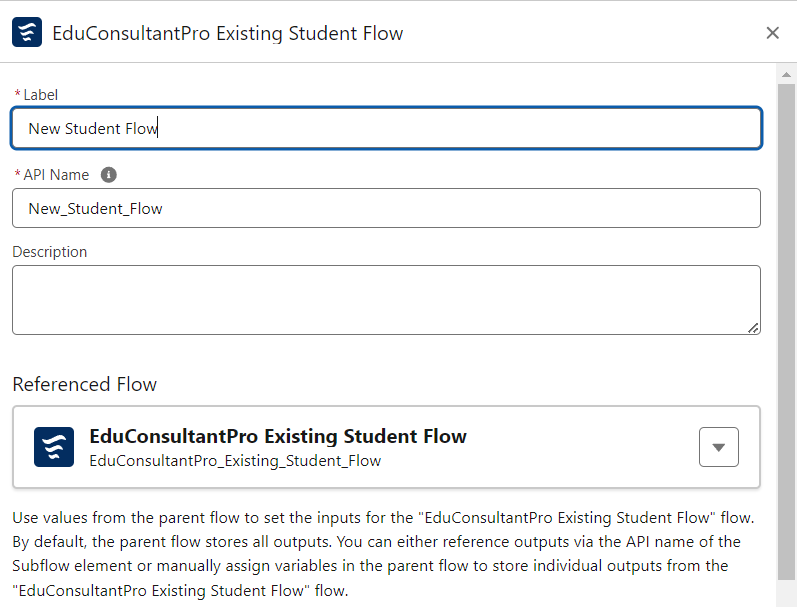 EduConsultantPro Existing Student Flow
* Label
New Student Flow
* API Name
New_Student_Flow
Description
Referenced Flow
EduConsultantPro Existing Student Flow
EduConsultantPro_Existing_Student_Flow
Use values from the parent flow to set the inputs for the "EduConsultantPro Existing Student Flow" flow.
By default, the parent flow stores all outputs. You can either reference outputs via the API name of the
Subflow element or manually assign variables in the parent flow to store individual outputs from the
"EduConsultantPro Existing Student Flow" flow.